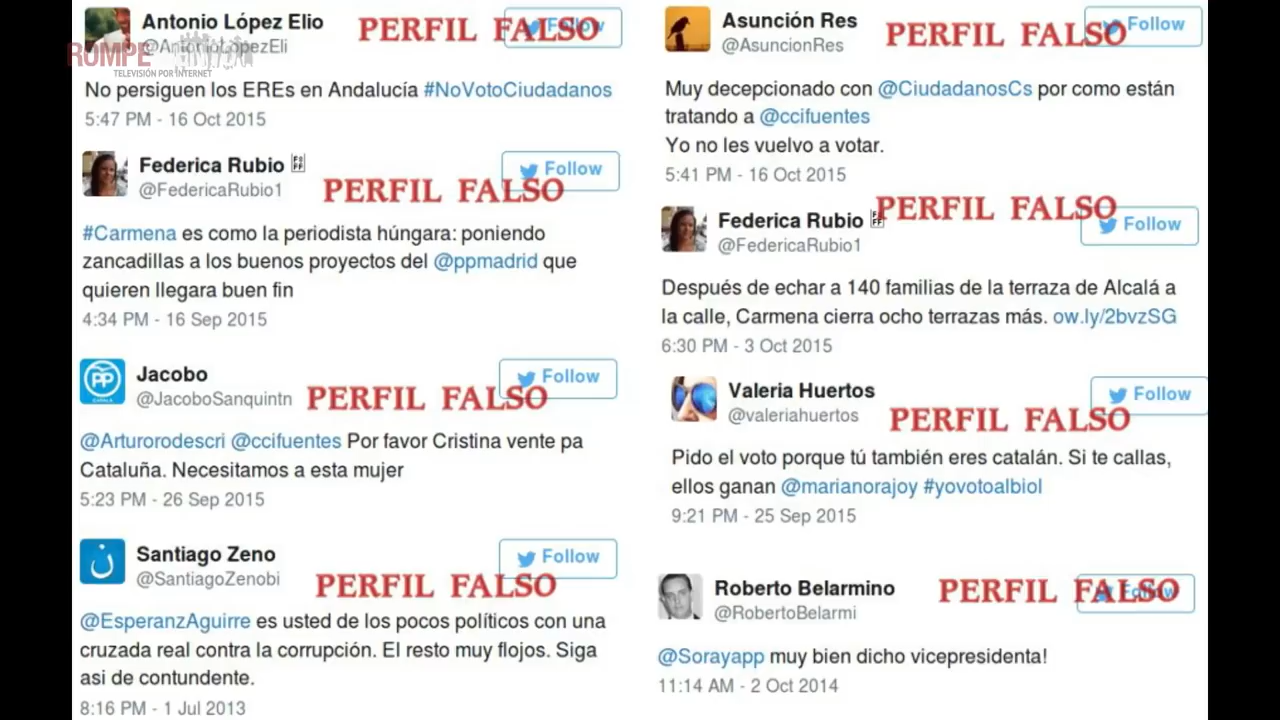 ROMPE
TELEVISIÓN POR INTERNET
Antonio López Elio
@AntonioLopezEli
PERFIL FALSO
Follow
No persiguen los EREs en Andalucía #NoVotoCiudadanos
5:47 PM - 16 Oct 2015
Federica Rubio
@FedericaRubio1
PERFIL FALSO
Follow
#Carmena es como la periodista húngara: poniendo
zancadillas a los buenos proyectos del @ppmadrid que
quieren llegara buen fin
4:34 PM - 16 Sep 2015
Jacobo
@JacoboSanquintn
PERFIL FALSO
Follow
@Arturorodescri @ccifuentes Por favor Cristina vente pa
Cataluña. Necesitamos a esta mujer
5:23 PM - 26 Sep 2015
Santiago Zeno
@SantiagoZenobi
PERFIL FALSO
Follow
@EsperanzAguirre es usted de los pocos políticos con una
cruzada real contra la corrupción. El resto muy flojos. Siga
asi de contundente.
8:16 PM - 1 Jul 2013
Asunción Res
@AsuncionRes
PERFIL FALSO
Follow
Muy decepcionado con @CiudadanosCs por como están
tratando a @ccifuentes
Yo no les vuelvo a votar.
5:41 PM - 16 Oct 2015
Federica Rubio
@FedericaRubio1
PERFIL FALSO
Follow
Después de echar a 140 familias de la terraza de Alcalá a
la calle, Carmena cierra ocho terrazas más. ow.ly/2bvzSG
6:30 PM - 3 Oct 2015
Valeria Huertos
@valeriahuertos
PERFIL FALSO
Follow
Pido el voto porque tú también eres catalán. Si te callas,
ellos ganan @marianorajoy #yovotoalbiol
9:21 PM - 25 Sep 2015
Roberto Belarmino
@RobertoBelarmi
PERFIL FALSO
Follow
@Sorayapp muy bien dicho vicepresidenta!
11:14 AM - 2 Oct 2014